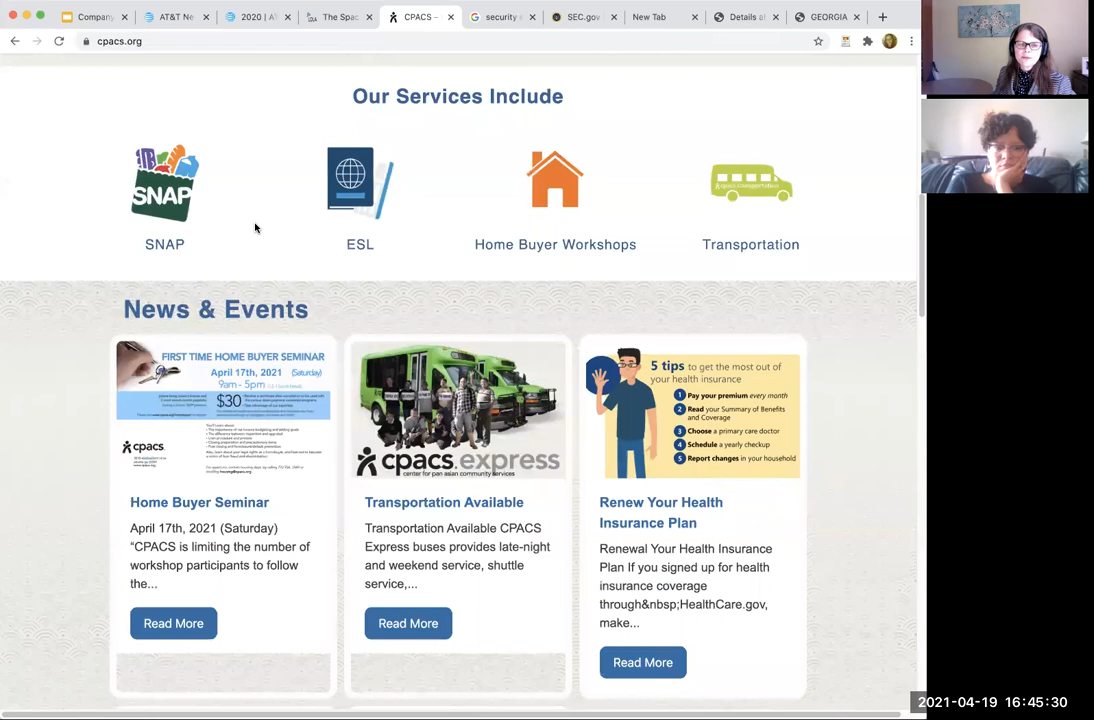 Company
AT&T Ne
2020 | A
The Spac
CPACS –
security
SEC.gov
New Tab
Details a
GEORGIA
cpacs.org
Our Services Include
SNAP
SNAP
ESL
Home Buyer Workshops
Transportation
News & Events
FIRST TIME HOME BUYER SEMINAR
April 17th, 2021 (Saturday)
9am - 5pm
$30
cpacs
cpacs.express
center for pan asian community services
5 tips to get the most out of
your health insurance
1 Pay your premium every month
2 Read your Summary of Benefits
and Coverage
3 Choose a primary care doctor
4 Schedule a yearly checkup
5 Report changes in your household
Home Buyer Seminar
April 17th, 2021 (Saturday)
“CPACS is limiting the number of
workshop participants to follow
the...
Read More
Transportation Available
Transportation Available CPACS
Express buses provides late-night
and weekend service, shuttle
service,...
Read More
Renew Your Health
Insurance Plan
Renewal Your Health Insurance
Plan If you signed up for health
insurance coverage
through&nbsp;HealthCare.gov,
make...
Read More
2021-04-19 16:45:30